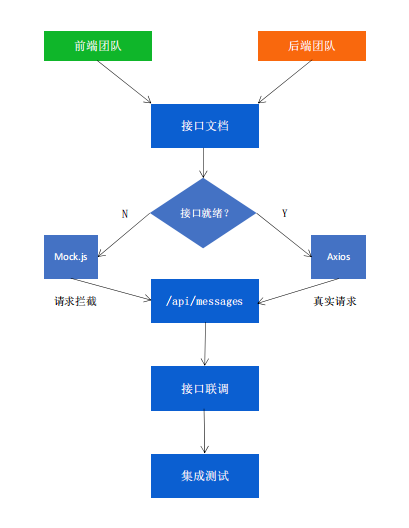 前端团队
后端团队
接口文档
接口就绪？
N
Y
Mock.js
Axios
请求拦截
/api/messages
真实请求
接口联调
集成测试